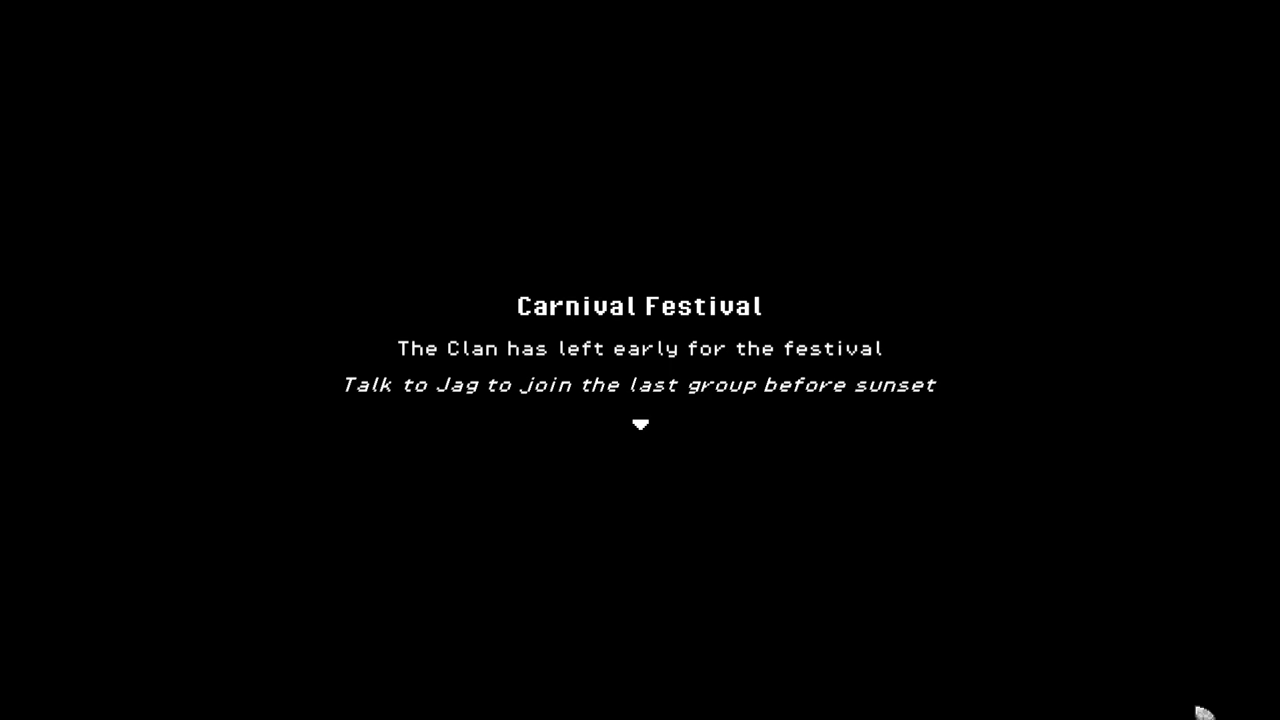 Carnival Festival
The Clan has left early for the festival
Talk to Jag to join the last group before sunset